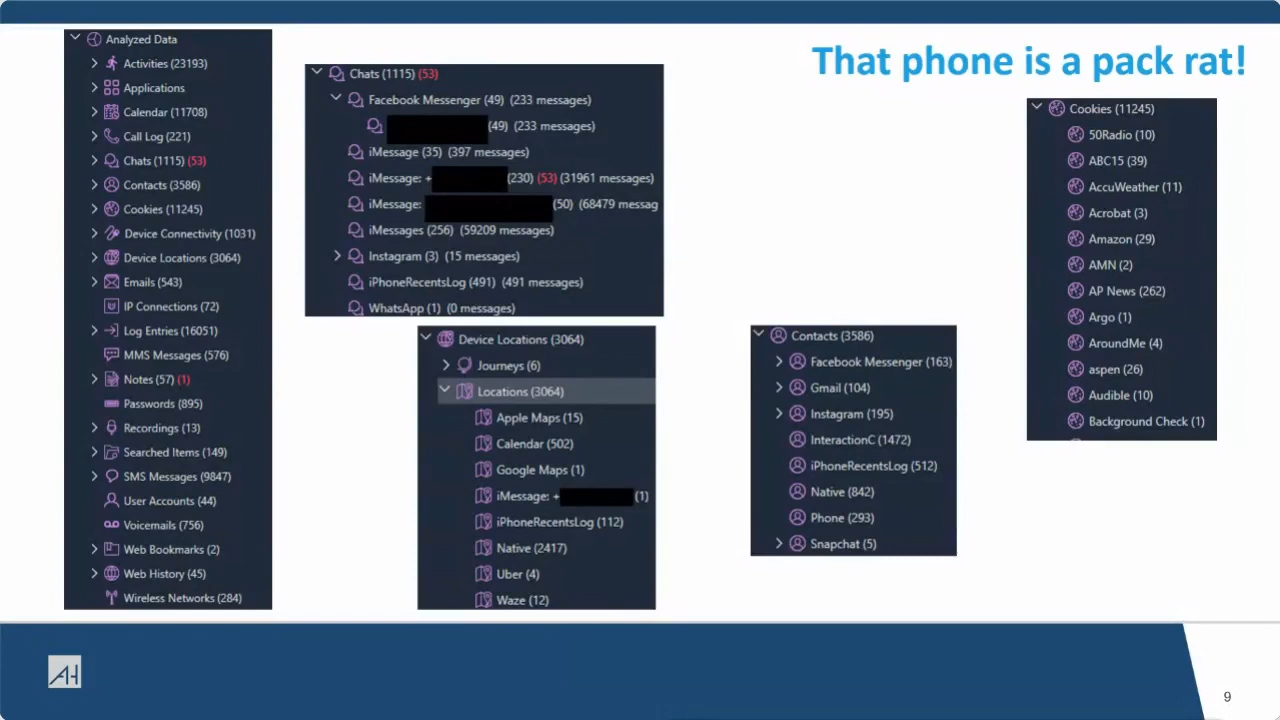 That phone is a pack rat!
Analyzed Data
Activities (23193)
Applications
Calendar (11708)
Call Log (221)
Chats (1115) (53)
Contacts (3586)
Cookies (11245)
Device Connectivity (1031)
Device Locations (3064)
Emails (543)
IP Connections (72)
Log Entries (16051)
MMS Messages (576)
Notes (57) (1)
Passwords (895)
Recordings (13)
Searched Items (149)
SMS Messages (9847)
User Accounts (44)
Voicemails (756)
Web Bookmarks (2)
Web History (45)
Wireless Networks (284)
Chats (1115) (53)
Facebook Messenger (49) (233 messages)
(49) (233 messages)
iMessage (35) (397 messages)
iMessage: + (230) (53) (31961 messages)
iMessage: (50) (68479 messag
iMessages (256) (59209 messages)
Instagram (3) (15 messages)
iPhoneRecentsLog (491) (491 messages)
WhatsApp (1) (0 messages)
Device Locations (3064)
Journeys (6)
Locations (3064)
Apple Maps (15)
Calendar (502)
Google Maps (1)
iMessage: + (1)
iPhoneRecentsLog (112)
Native (2417)
Uber (4)
Waze (12)
Contacts (3586)
Facebook Messenger (163)
Gmail (104)
Instagram (195)
InteractionC (1472)
iPhoneRecentsLog (512)
Native (842)
Phone (293)
Snapchat (5)
Cookies (11245)
50Radio (10)
ABC15 (39)
AccuWeather (11)
Acrobat (3)
Amazon (29)
AMN (2)
AP News (262)
Argo (1)
AroundMe (4)
aspen (26)
Audible (10)
Background Check (1)
AH
9